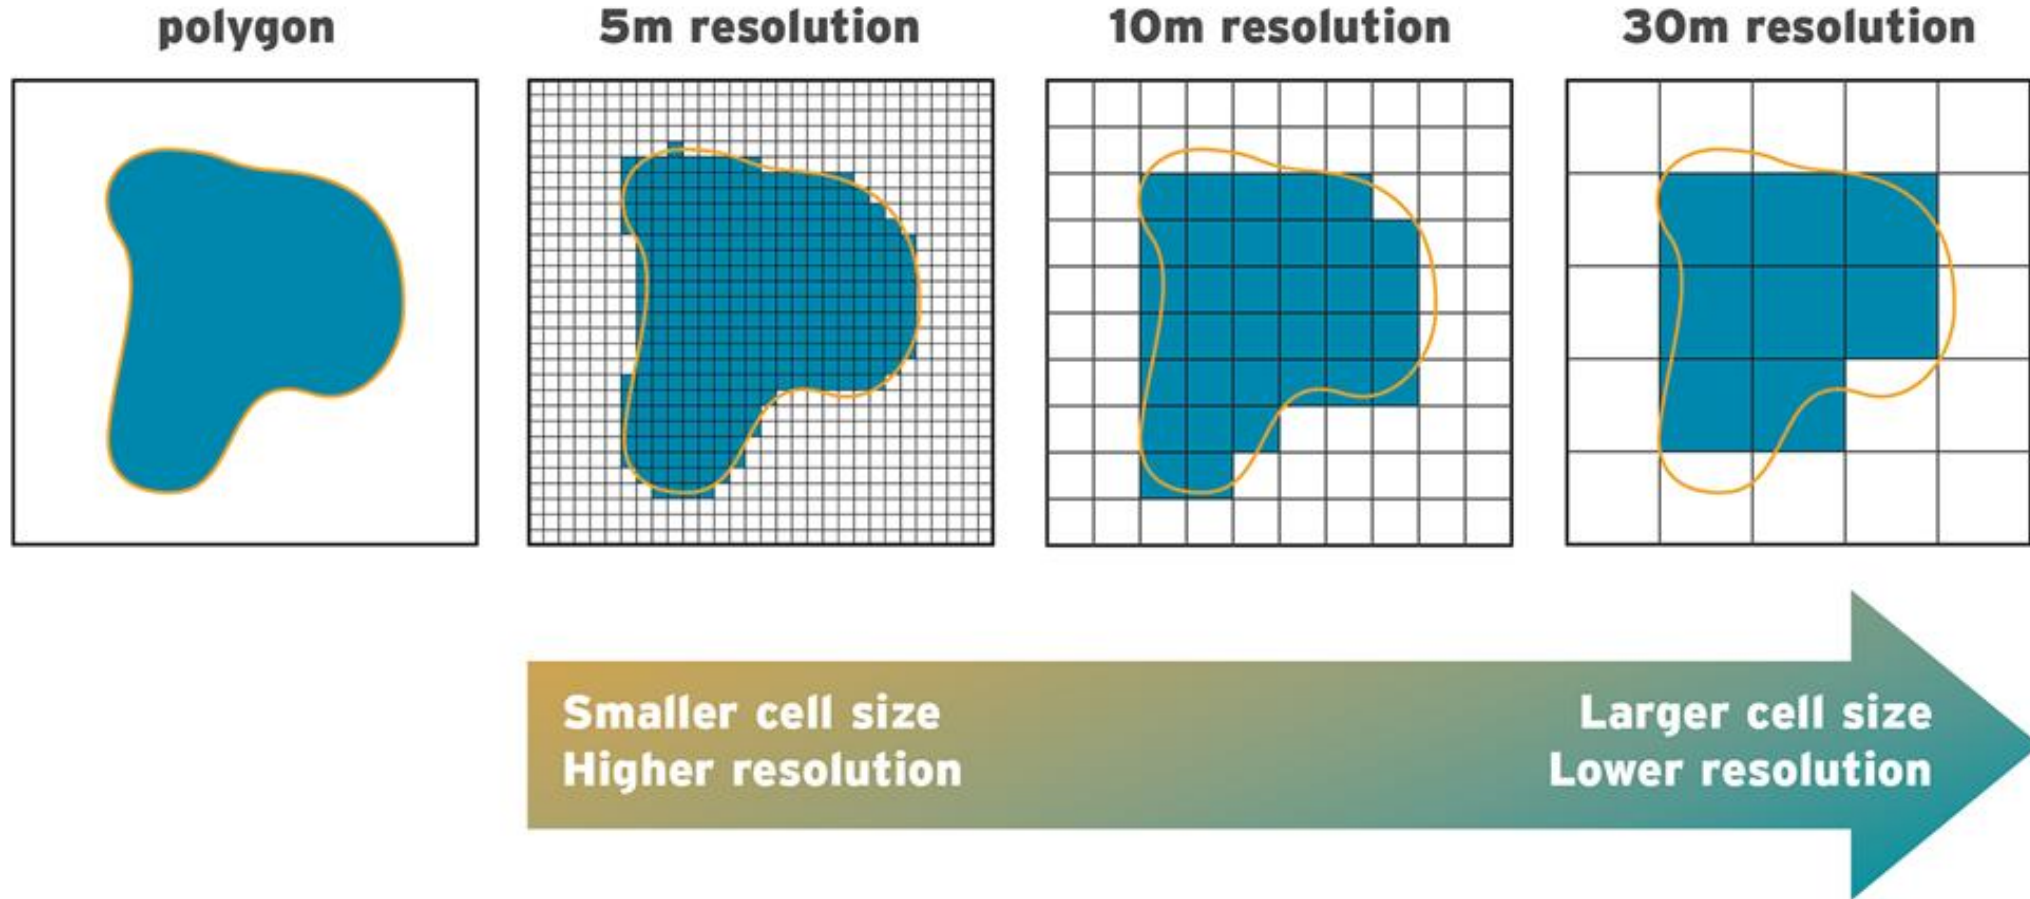 polygon
5m resolution
10m resolution
30m resolution
Smaller cell size
Higher resolution
Larger cell size
Lower resolution